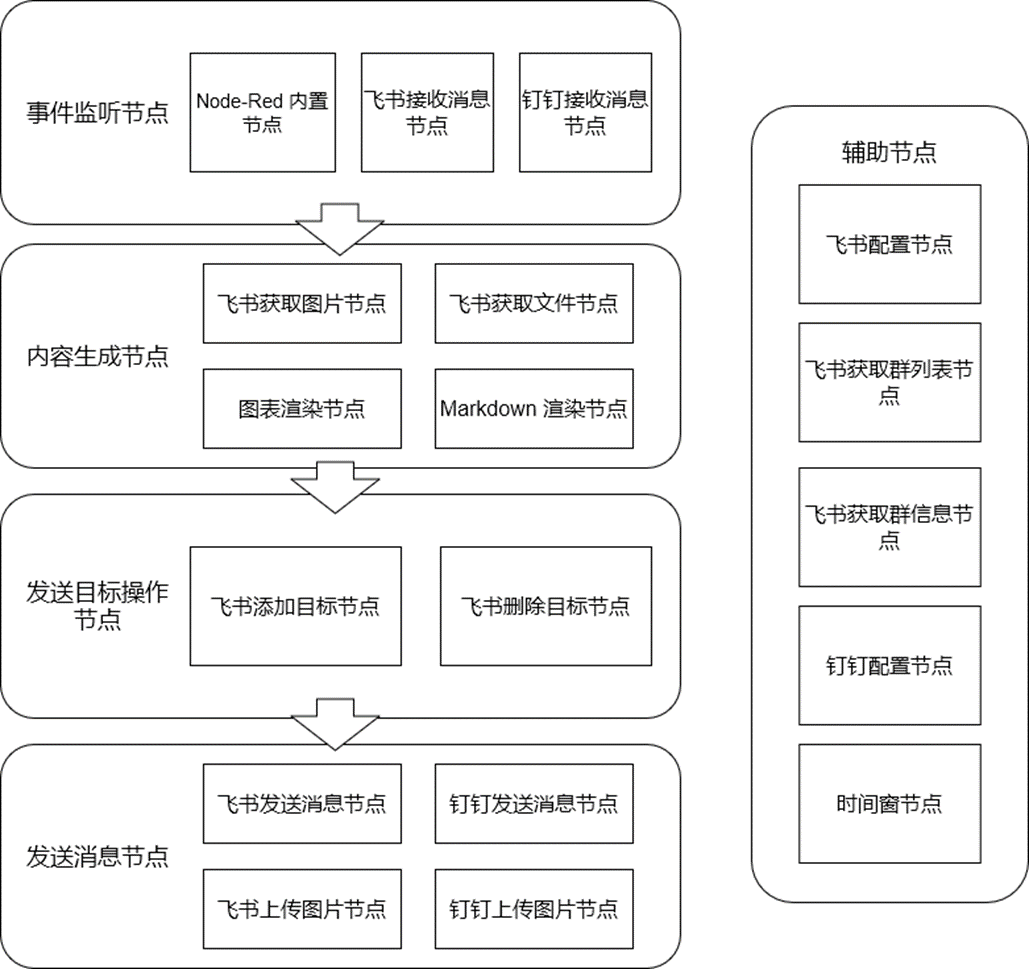 事件监听节点
Node-Red 内置
节点
飞书接收消息
节点
钉钉接收消息
节点
内容生成节点
飞书获取图片节点
飞书获取文件节点
图表渲染节点
Markdown 渲染节点
发送目标操作
节点
飞书添加目标节点
飞书删除目标节点
发送消息节点
飞书发送消息节点
钉钉发送消息节点
飞书上传图片节点
钉钉上传图片节点
辅助节点
飞书配置节点
飞书获取群列表节
点
飞书获取群信息节
点
钉钉配置节点
时间窗节点